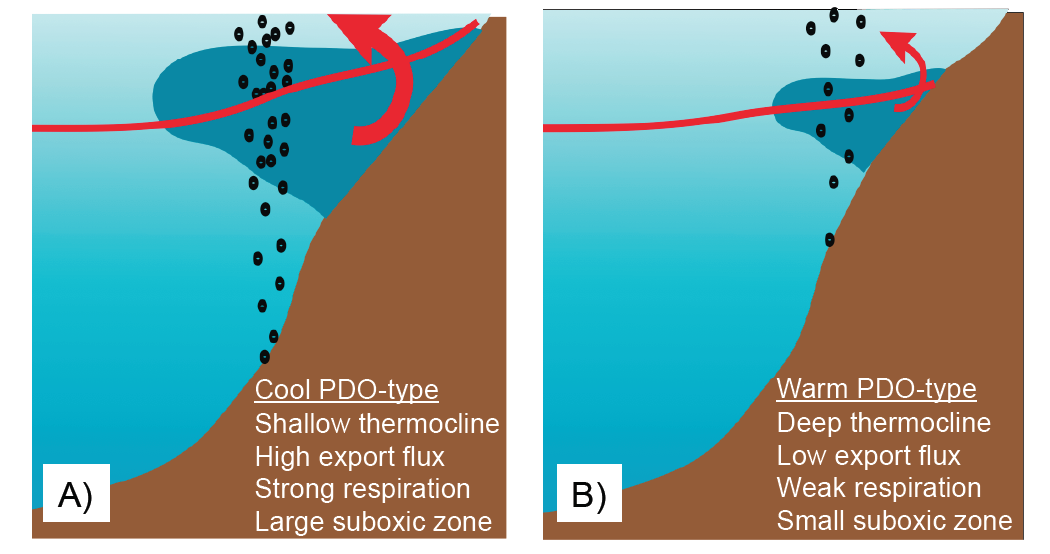 Cool PDO-type
Shallow thermocline
High export flux
Strong respiration
Large suboxic zone
A)
Warm PDO-type
Deep thermocline
Low export flux
Weak respiration
Small suboxic zone
B)